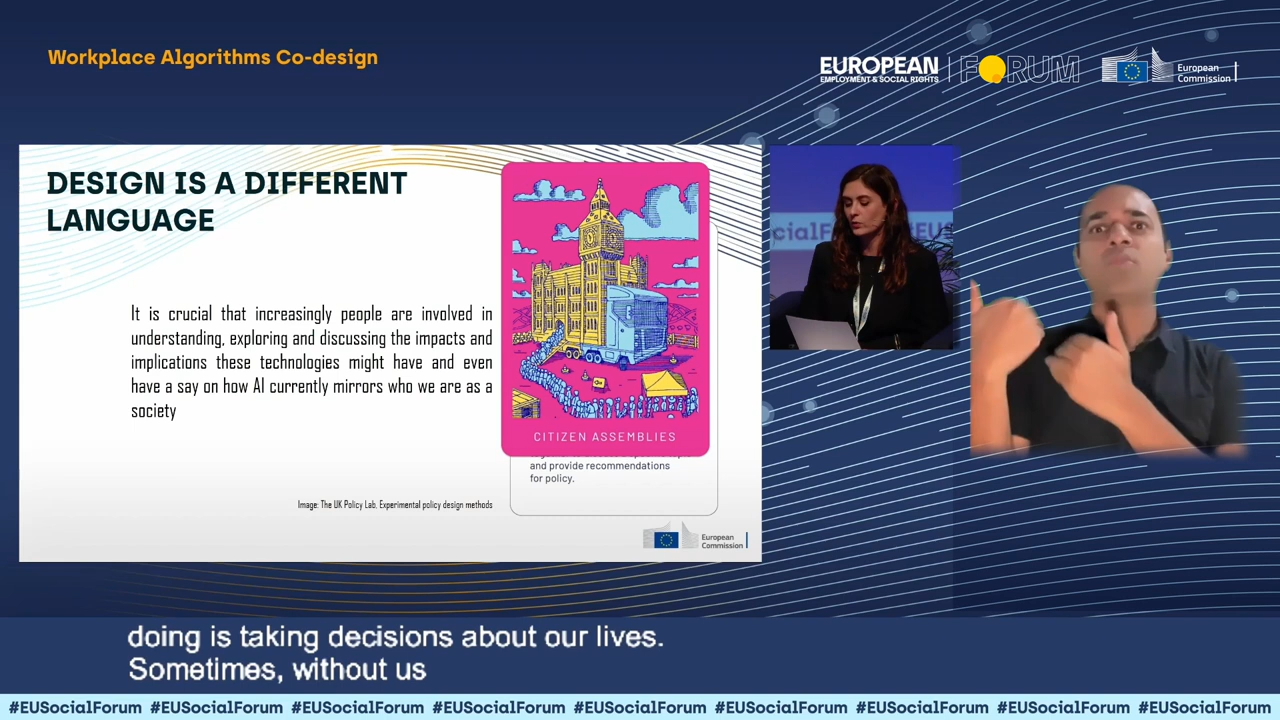 Workplace Algorithms Co-design
EUROPEAN
EMPLOYMENT & SOCIAL RIGHTS
FORUM
European
Commission
DESIGN IS A DIFFERENT
LANGUAGE
It is crucial that increasingly people are involved in
understanding, exploring and discussing the impacts and
implications these technologies might have and even
have a say on how AI currently mirrors who we are as a
society
Image: The UK Policy Lab. Experimental policy design methods
CITIZEN ASSEMBLIES
and provide recommendations
for policy.
European
Commission
cialF
EUS
doing is taking decisions about our lives.
Sometimes, without us
#EUSocialForum #EUSocialForum #EUSocialForum #EUSocialForum #EUSocialForum #EUSocialForum #EUSocialForum #EUSocialForum #EUSocialForum